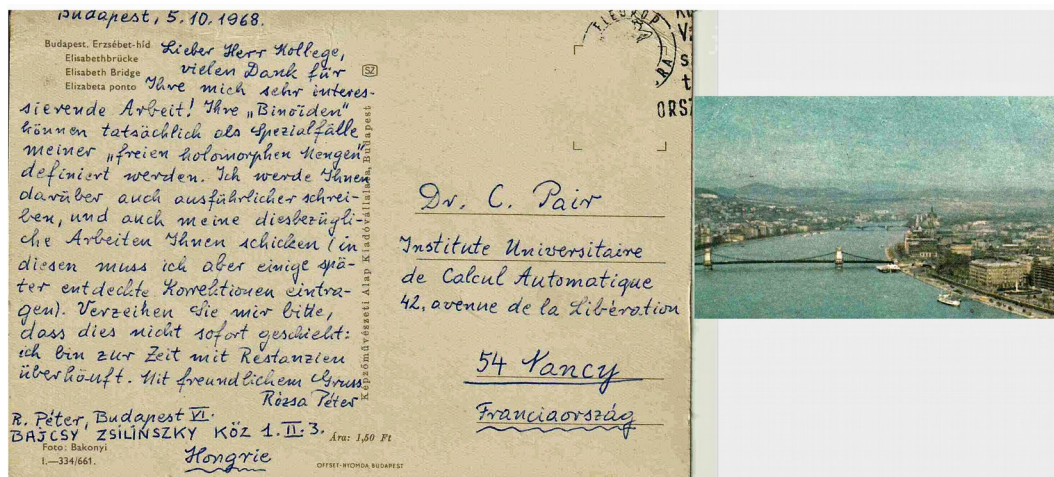 Budapest, 5.10.1968.
Budapest. Erzsébet-híd
Elisabethbrücke
Elisabeth Bridge
Elizabeta ponto
Lieber Herr Kollege,
vielen Dank für
Ihre mich sehr interes-
sierende Arbeit! Ihre „Binoïden"
können tatsächlich als Spezialfälle
meiner „freien holomorphen Mengen"
definiert werden. Ich werde Ihnen
darüber auch ausführlicher schrei-
ben, und auch meine diesbezügli-
che Arbeiten Ihnen schicken (in
diesen muss ich aber einige spä-
ter entdeckte Korrektionen eintra-
gen). Verzeihen Sie mir bitte,
dass dies nicht sofort geschieht:
ich bin zur Zeit mit Restanzien
überhäuft. Mit freundlichem Gruss
Rózsa Péter
R. Péter, Budapest VI.
BAJCSY ZSILINSZKY KÖZ 1. II. 3.
Hongrie
Foto: Bakonyi
I.—334/661.
Ára: 1,50 Ft
OFFSET-NYOMDA BUDAPEST
SZ
Képzőművészeti Alap Kiadóvállalata, Budapest
Dr. C. Pair
Institute Universitaire
de Calcul Automatique
42, avenue de la Libération
54 Nancy
Franciaország